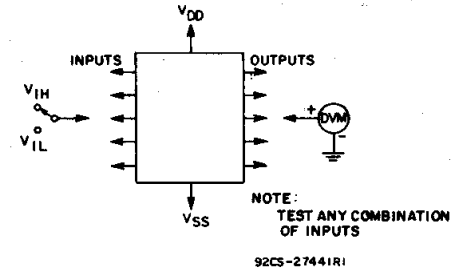 VDD
INPUTS
OUTPUTS
VIH
VIL
+
DVM
-
VSS
NOTE:
TEST ANY COMBINATION
OF INPUTS
92CS-27441R1